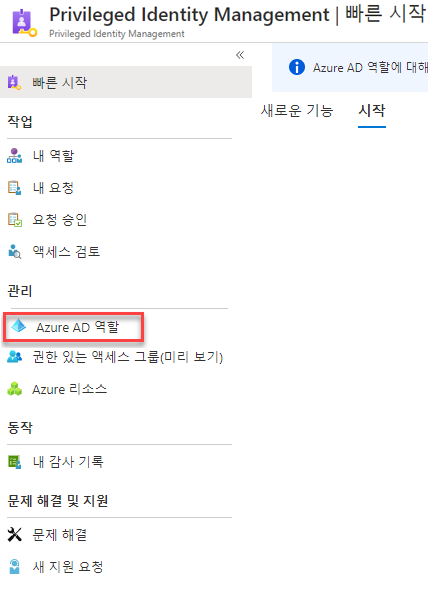 Privileged Identity Management | 빠른 시작
Privileged Identity Management
«
빠른 시작
Azure AD 역할에 대해
새로운 기능
시작
작업
내 역할
내 요청
요청 승인
액세스 검토
관리
Azure AD 역할
권한 있는 액세스 그룹(미리 보기)
Azure 리소스
동작
내 감사 기록
문제 해결 및 지원
문제 해결
새 지원 요청